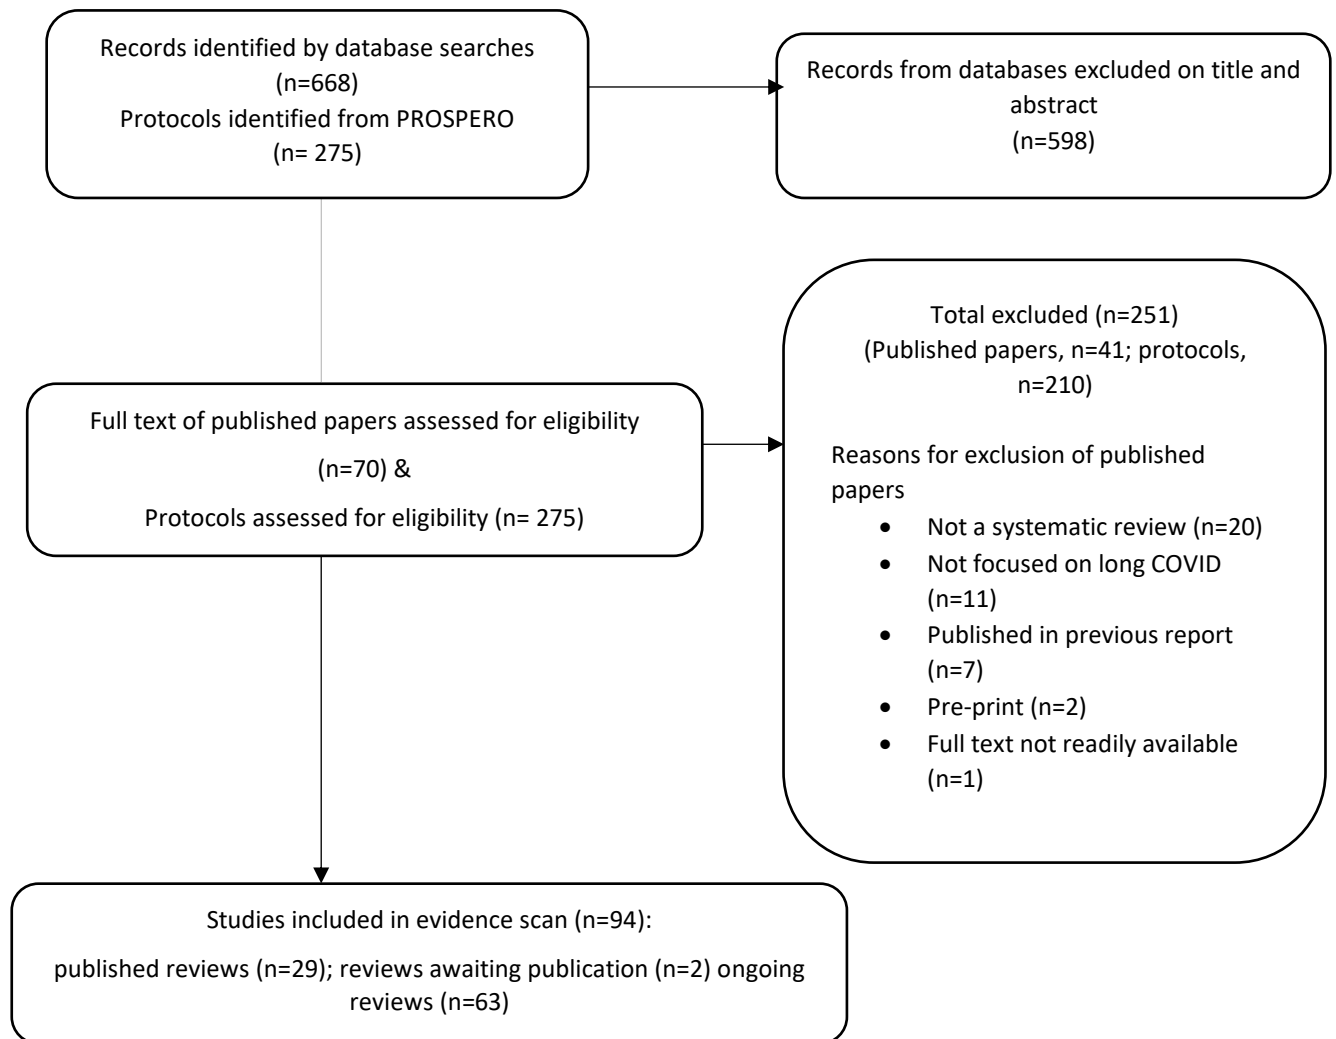 Records identified by database searches
(n=668)
Protocols identified from PROSPERO
(n= 275)
Records from databases excluded on title and
abstract
(n=598)
Full text of published papers assessed for eligibility
(n=70) &
Protocols assessed for eligibility (n= 275)
Total excluded (n=251)
(Published papers, n=41; protocols,
n=210)
Reasons for exclusion of published
papers
• Not a systematic review (n=20)
• Not focused on long COVID
(n=11)
• Published in previous report
(n=7)
• Pre-print (n=2)
• Full text not readily available
(n=1)
Studies included in evidence scan (n=94):
published reviews (n=29); reviews awaiting publication (n=2) ongoing
reviews (n=63)